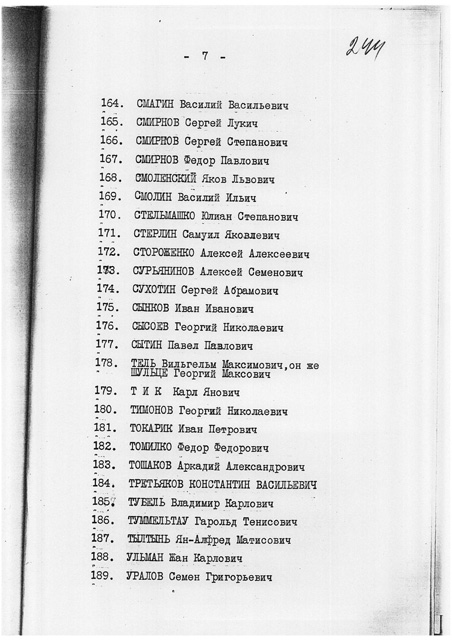 - 7 -
244
164. СМАГИН Василий Васильевич
165. СМИРНОВ Сергей Лукич
166. СМИРНОВ Сергей Степанович
167. СМИРНОВ Федор Павлович
168. СМОЛЕНСКИЙ Яков Львович
169. СМОЛИН Василий Ильич
170. СТЕЛЬМАШКО Юлиан Степанович
171. СТЕРЛИН Самуил Яковлевич
172. СТОРОЖЕНКО Алексей Алексеевич
173. СУРЬЯНИНОВ Алексей Семенович
174. СУХОТИН Сергей Абрамович
175. СЫНКОВ Иван Иванович
176. СЫСОЕВ Георгий Николаевич
177. СЫТИН Павел Павлович
178. ТЕЛЬ Вильгельм Максимович,он же
ШУЛЬЦЕ Георгий Максович
179. Т И К Карл Янович
180. ТИМОНОВ Георгий Николаевич
181. ТОКАРИК Иван Петрович
182. ТОМИЛКО Федор Федорович
183. ТОШАКОВ Аркадий Александрович
184. ТРЕТЬЯКОВ КОНСТАНТИН ВАСИЛЬЕВИЧ
185. ТУБЕЛЬ Владимир Карлович
186. ТУММЕЛЬТАУ Гарольд Тенисович
187. ТЫЛТЫНЬ Ян-Алфред Матисович
188. УЛЬМАН Жан Карлович
189. УРАЛОВ Семен Григорьевич